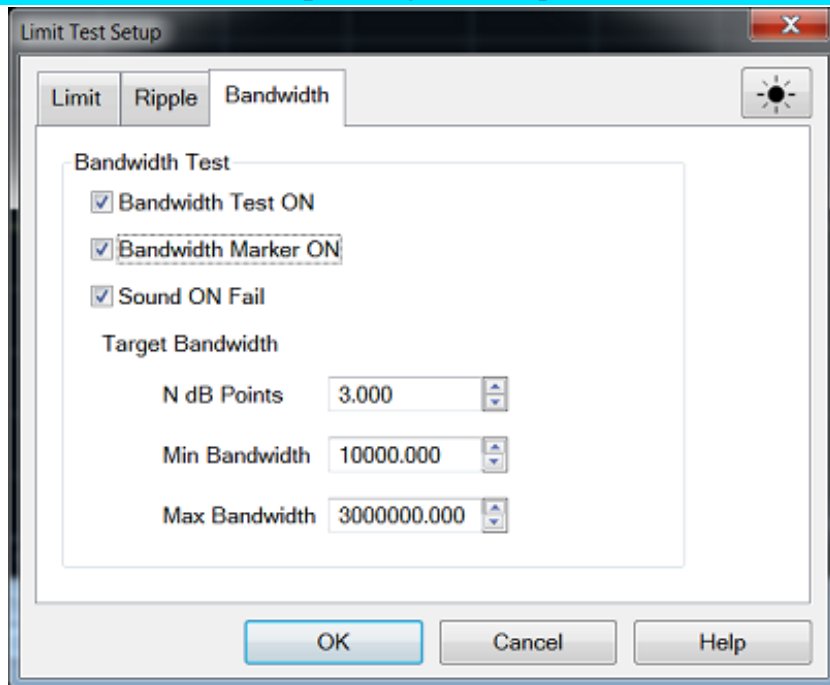 Limit Test Setup
Limit
Ripple
Bandwidth
Bandwidth Test
Bandwidth Test ON
Bandwidth Marker ON
Sound ON Fail
Target Bandwidth
N dB Points 3.000
Min Bandwidth 10000.000
Max Bandwidth 3000000.000
OK
Cancel
Help